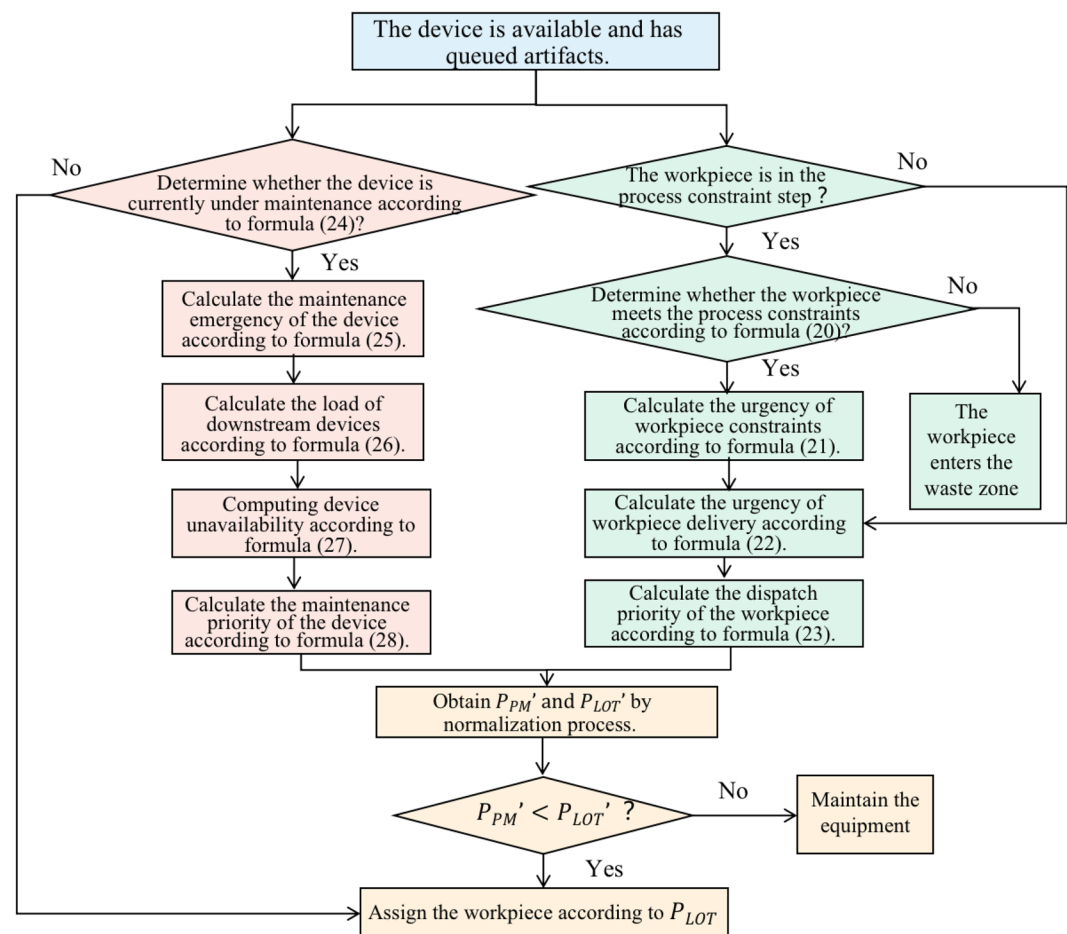 The device is available and has
queued artifacts.
No
Determine whether the device is
currently under maintenance according
to formula (24)?
Yes
Calculate the maintenance
emergency of the device
according to formula (25).
Calculate the load of
downstream devices
according to formula (26).
Computing device
unavailability according to
formula (27).
Calculate the maintenance
priority of the device
according to formula (28).
The workpiece is in the
process constraint step ?
No
Yes
Determine whether the workpiece
meets the process constraints
according to formula (20)?
No
Yes
The
workpiece
enters the
waste zone
Calculate the urgency of
workpiece constraints
according to formula (21).
Calculate the urgency of
workpiece delivery according
to formula (22).
Calculate the dispatch
priority of the workpiece
according to formula (23).
Obtain P_PM' and P_LOT' by
normalization process.
P_PM' < P_LOT' ?
No
Maintain the
equipment
Yes
Assign the workpiece according to P_LOT